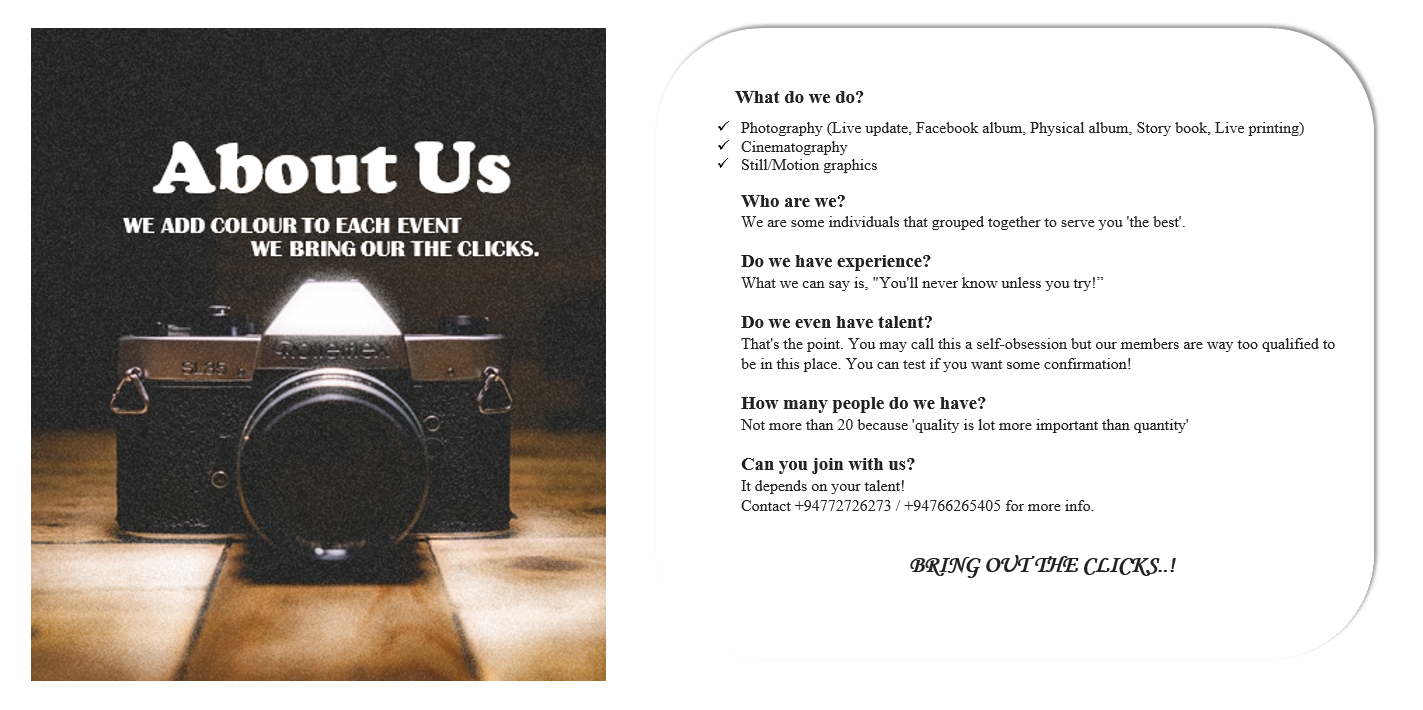 About Us
WE ADD COLOUR TO EACH EVENT
WE BRING OUR THE CLICKS.
Rolleiflex
SL35
What do we do?
✓ Photography (Live update, Facebook album, Physical album, Story book, Live printing)
✓ Cinematography
✓ Still/Motion graphics
Who are we?
We are some individuals that grouped together to serve you 'the best'.
Do we have experience?
What we can say is, "You'll never know unless you try!”
Do we even have talent?
That's the point. You may call this a self-obsession but our members are way too qualified to
be in this place. You can test if you want some confirmation!
How many people do we have?
Not more than 20 because 'quality is lot more important than quantity'
Can you join with us?
It depends on your talent!
Contact +94772726273 / +94766265405 for more info.
BRING OUT THE CLICKS..!